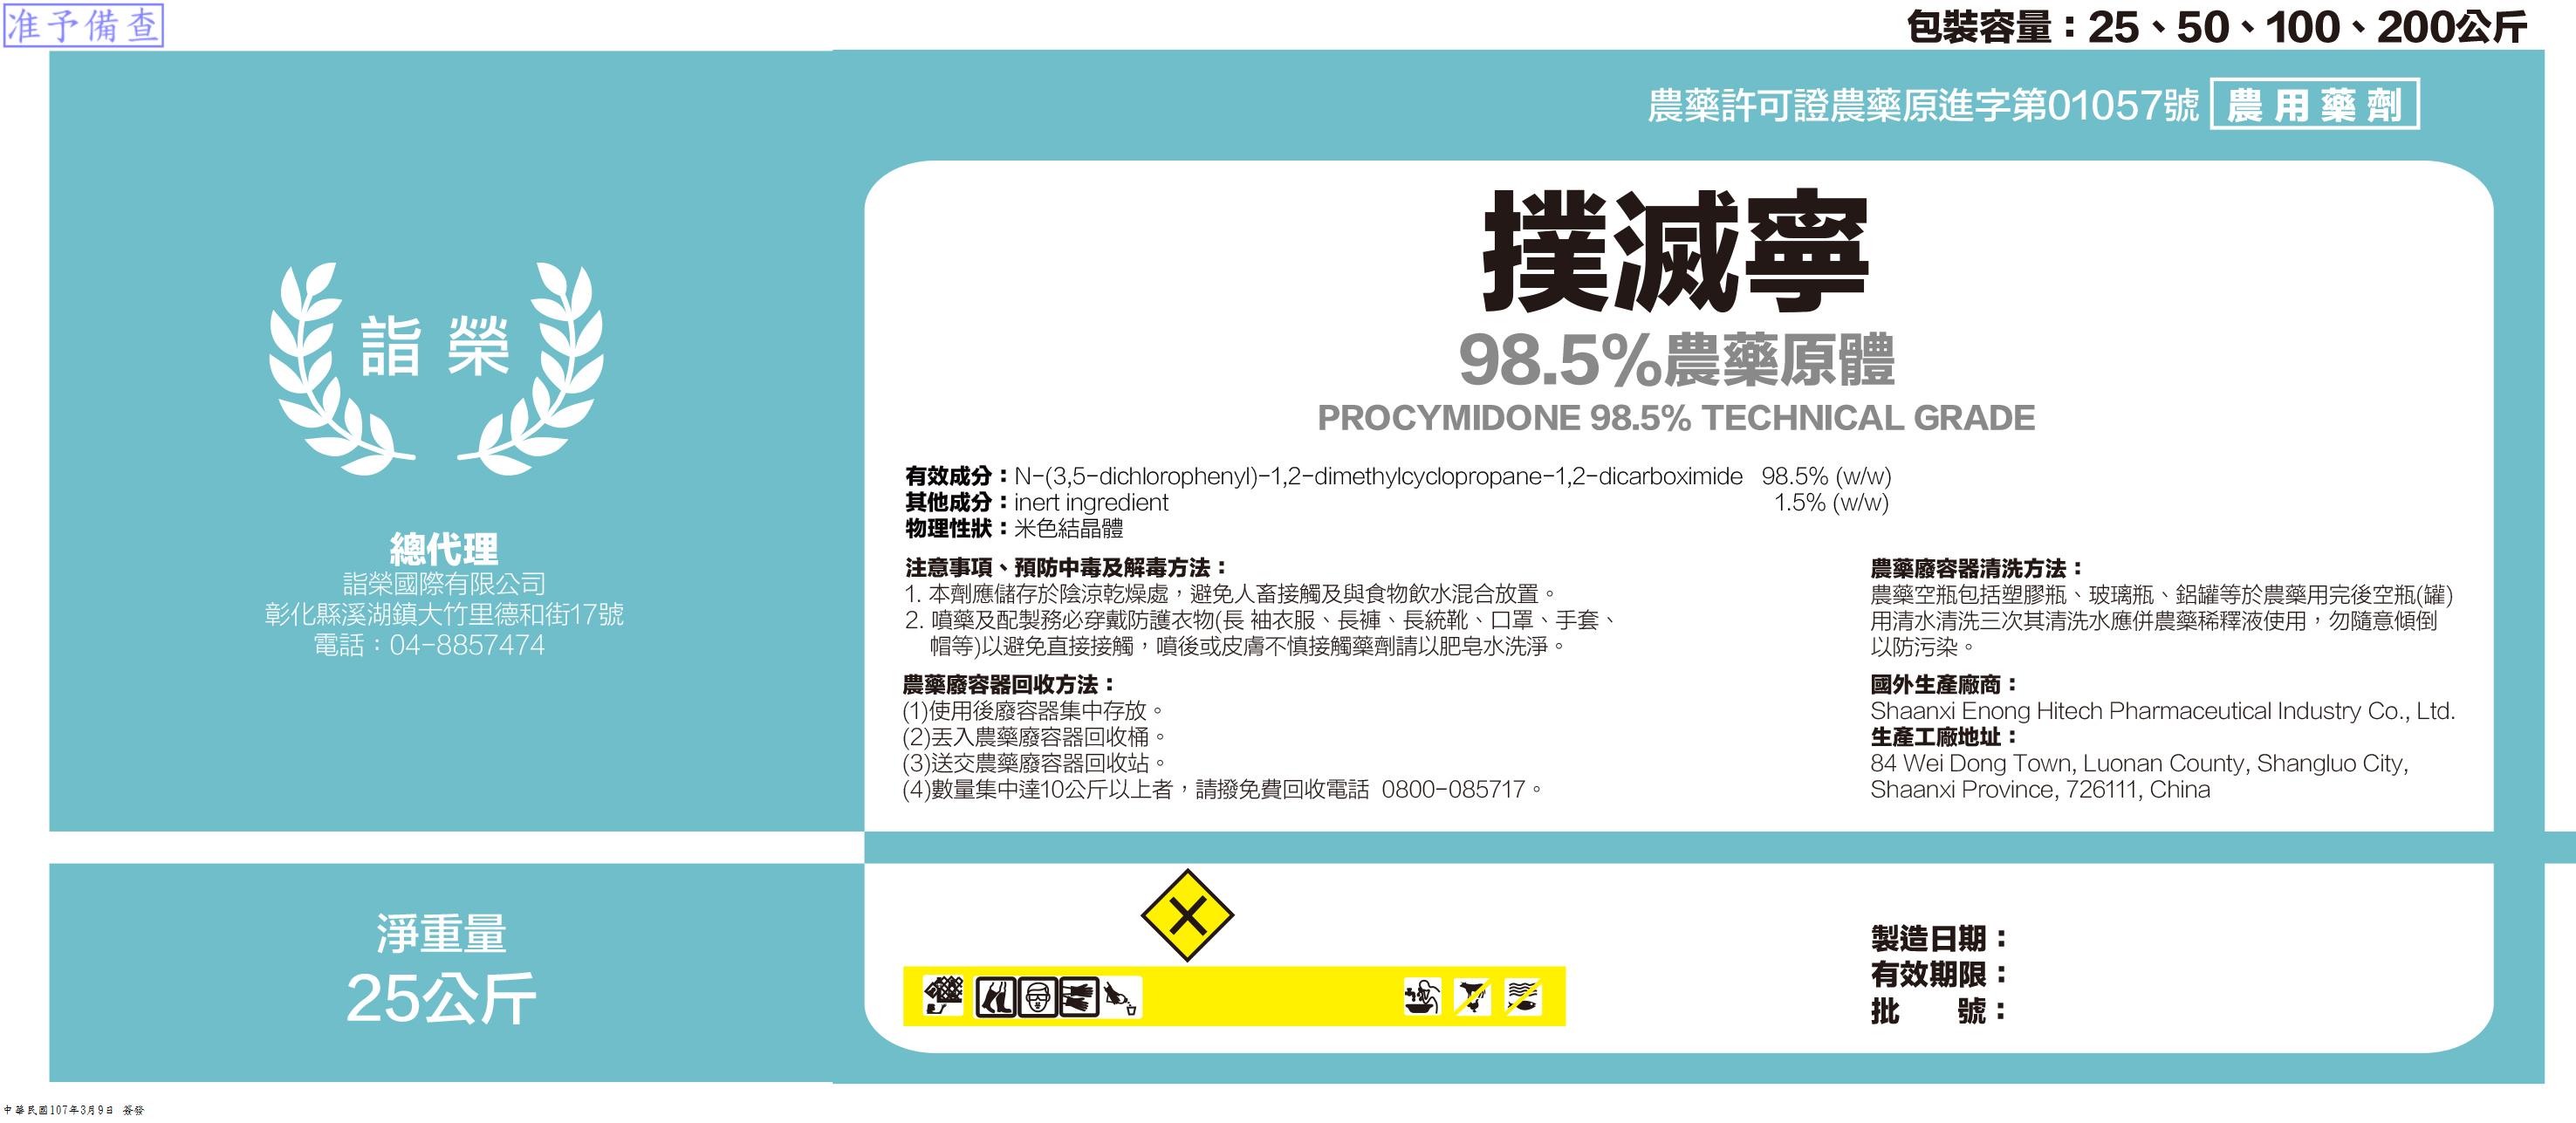 准予備查
包裝容量：25、50、100、200公斤
農藥許可證農藥原進字第01057號 農用藥劑
詣榮
總代理
詣榮國際有限公司
彰化縣溪湖鎮大竹里德和街17號
電話：04-8857474
撲滅寧
98.5%農藥原體
PROCYMIDONE 98.5% TECHNICAL GRADE
有效成分：N-(3,5-dichlorophenyl)-1,2-dimethylcyclopropane-1,2-dicarboximide 98.5% (w/w)
其他成分：inert ingredient 1.5% (w/w)
物理性狀：米色結晶體
注意事項、預防中毒及解毒方法：
1. 本劑應儲存於陰涼乾燥處，避免人畜接觸及與食物飲水混合放置。
2. 噴藥及配製務必穿戴防護衣物(長 袖衣服、長褲、長統靴、口罩、手套、
帽等)以避免直接接觸，噴後或皮膚不慎接觸藥劑請以肥皂水洗淨。
農藥廢容器回收方法：
(1)使用後廢容器集中存放。
(2)丟入農藥廢容器回收桶。
(3)送交農藥廢容器回收站。
(4)數量集中達10公斤以上者，請撥免費回收電話 0800-085717。
農藥廢容器清洗方法：
農藥空瓶包括塑膠瓶、玻璃瓶、鋁罐等於農藥用完後空瓶(罐)
用清水清洗三次其清洗水應併農藥稀釋液使用，勿隨意傾倒
以防污染。
國外生產廠商：
Shaanxi Enong Hitech Pharmaceutical Industry Co., Ltd.
生產工廠地址：
84 Wei Dong Town, Luonan County, Shangluo City,
Shaanxi Province, 726111, China
淨重量
25公斤
製造日期：
有效期限：
批　號：
中華民國107年3月9日 簽發